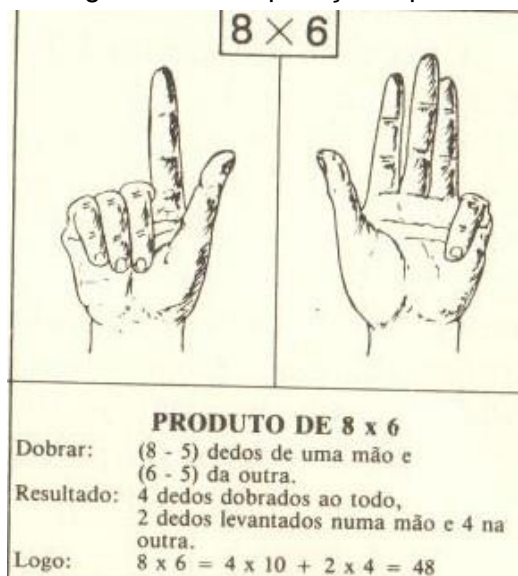 8 × 6
PRODUTO DE 8 x 6
Dobrar: (8 - 5) dedos de uma mão e
(6 - 5) da outra.
Resultado: 4 dedos dobrados ao todo,
2 dedos levantados numa mão e 4 na
outra.
Logo: 8 x 6 = 4 x 10 + 2 x 4 = 48